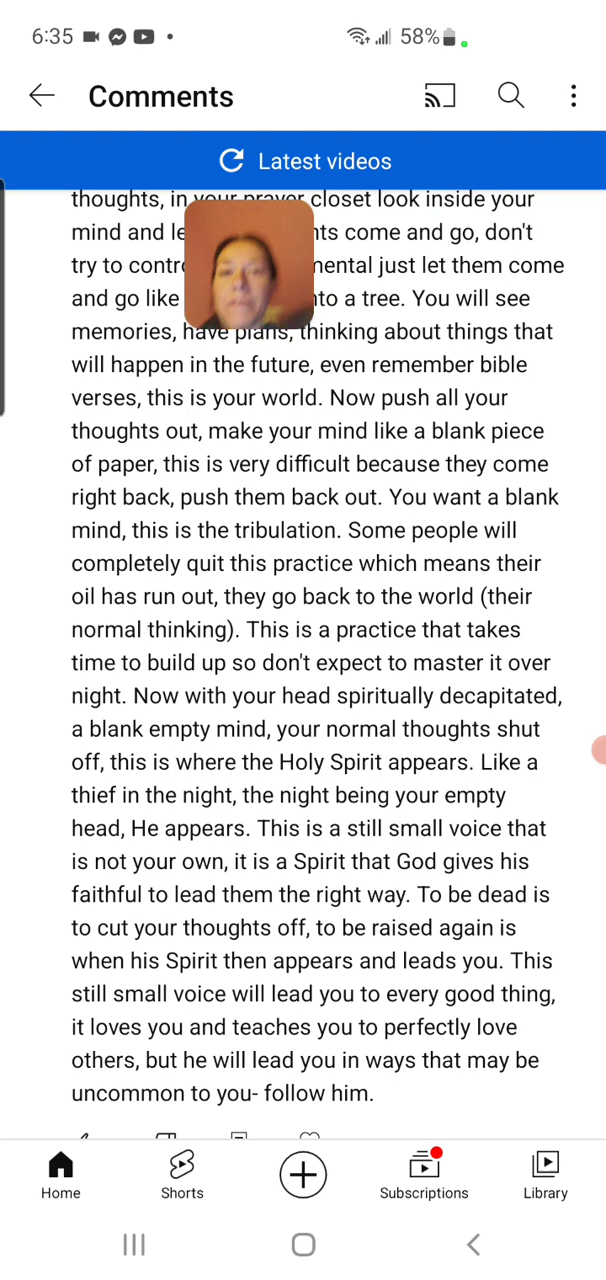 6:35
58%
Comments
Latest videos
thoughts, in your prayer closet look inside your
mind and le nts come and go, don't
try to contr mental just let them come
and go like nto a tree. You will see
memories, have plans, thinking about things that
will happen in the future, even remember bible
verses, this is your world. Now push all your
thoughts out, make your mind like a blank piece
of paper, this is very difficult because they come
right back, push them back out. You want a blank
mind, this is the tribulation. Some people will
completely quit this practice which means their
oil has run out, they go back to the world (their
normal thinking). This is a practice that takes
time to build up so don't expect to master it over
night. Now with your head spiritually decapitated,
a blank empty mind, your normal thoughts shut
off, this is where the Holy Spirit appears. Like a
thief in the night, the night being your empty
head, He appears. This is a still small voice that
is not your own, it is a Spirit that God gives his
faithful to lead them the right way. To be dead is
to cut your thoughts off, to be raised again is
when his Spirit then appears and leads you. This
still small voice will lead you to every good thing,
it loves you and teaches you to perfectly love
others, but he will lead you in ways that may be
uncommon to you- follow him.
Home Shorts Subscriptions Library